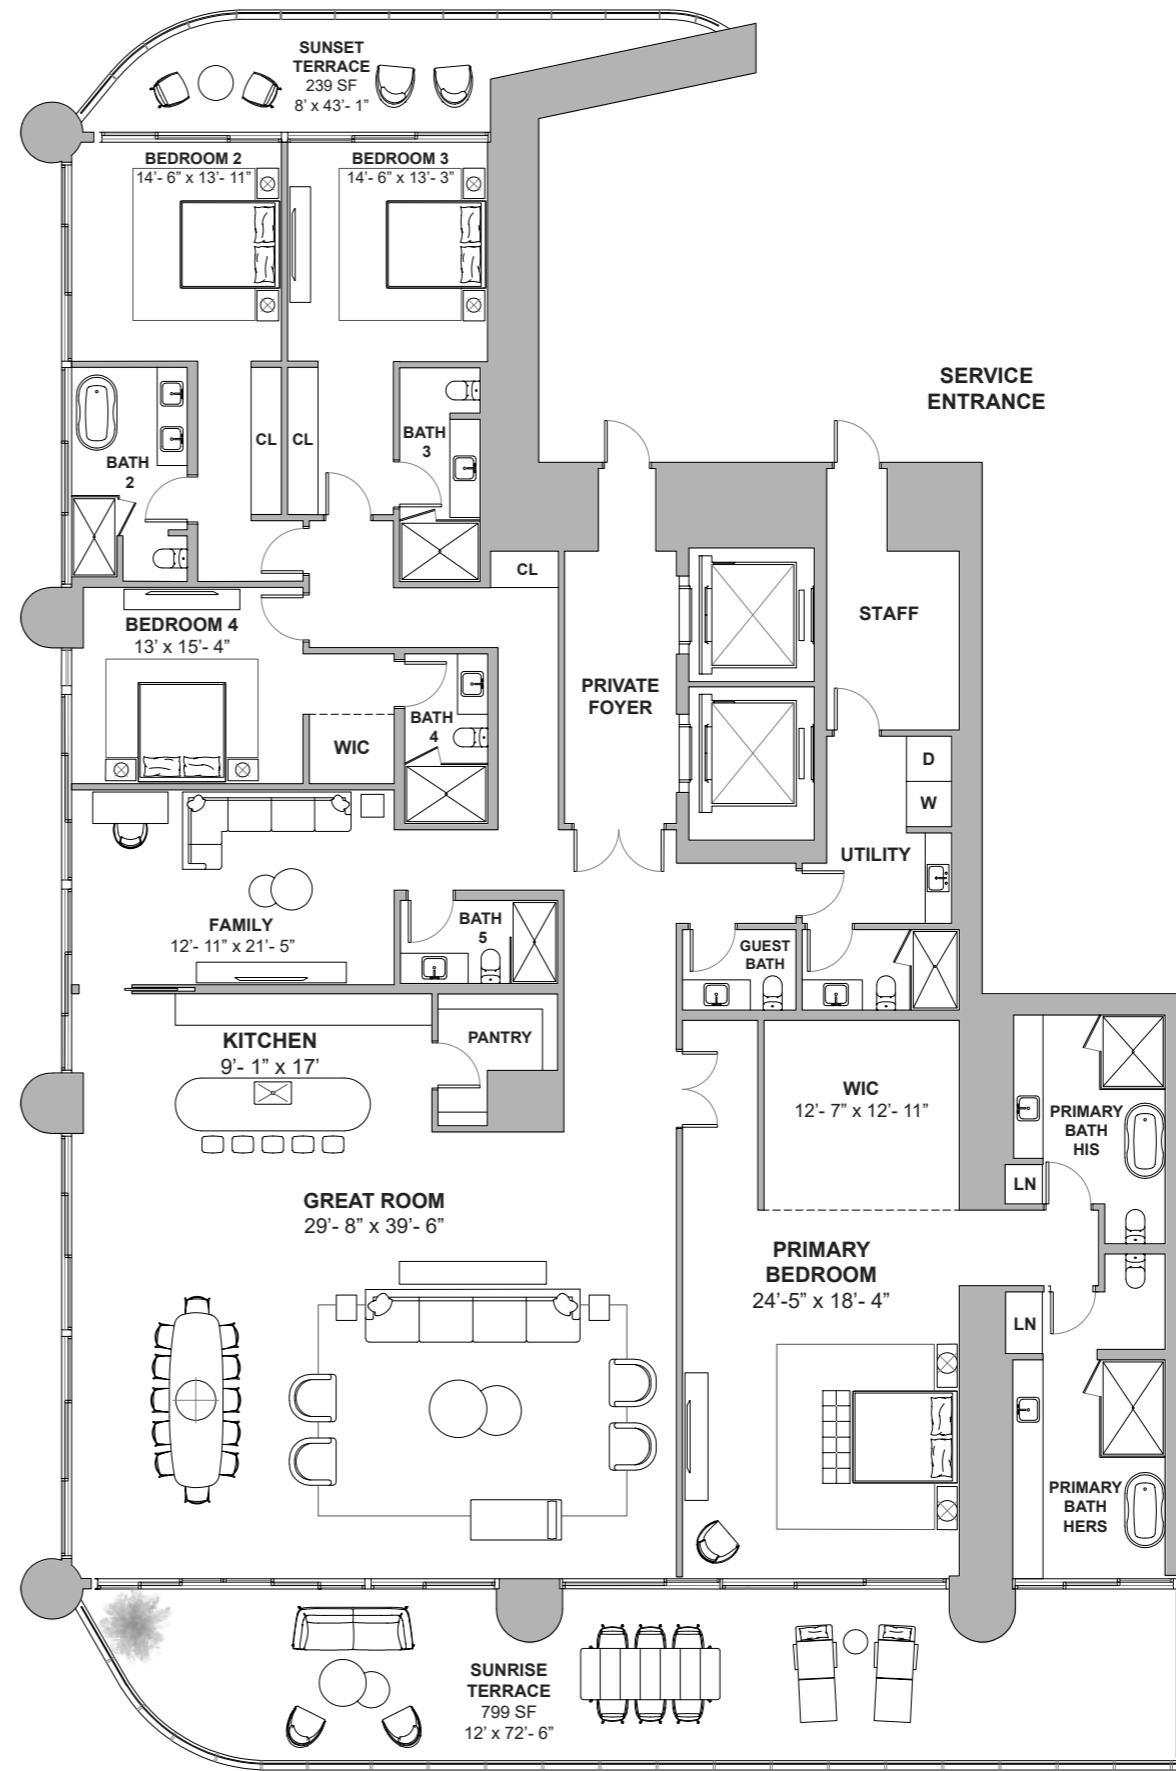 SUNSET
TERRACE
239 SF
8’ x 43’- 1”
BEDROOM 2
14’- 6” x 13’- 11”
BEDROOM 3
14’- 6” x 13’- 3”
SERVICE
ENTRANCE
BATH
2
CL
CL
BATH
3
CL
BEDROOM 4
13’ x 15’- 4”
STAFF
PRIVATE
FOYER
BATH
4
WIC
D
W
UTILITY
FAMILY
12’- 11” x 21’- 5”
BATH
5
GUEST
BATH
KITCHEN
9’- 1” x 17’
PANTRY
WIC
12’- 7” x 12’- 11”
PRIMARY
BATH
HIS
LN
GREAT ROOM
29’- 8” x 39’- 6”
PRIMARY
BEDROOM
24’-5” x 18’- 4”
LN
PRIMARY
BATH
HERS
SUNRISE
TERRACE
799 SF
12’ x 72’- 6”